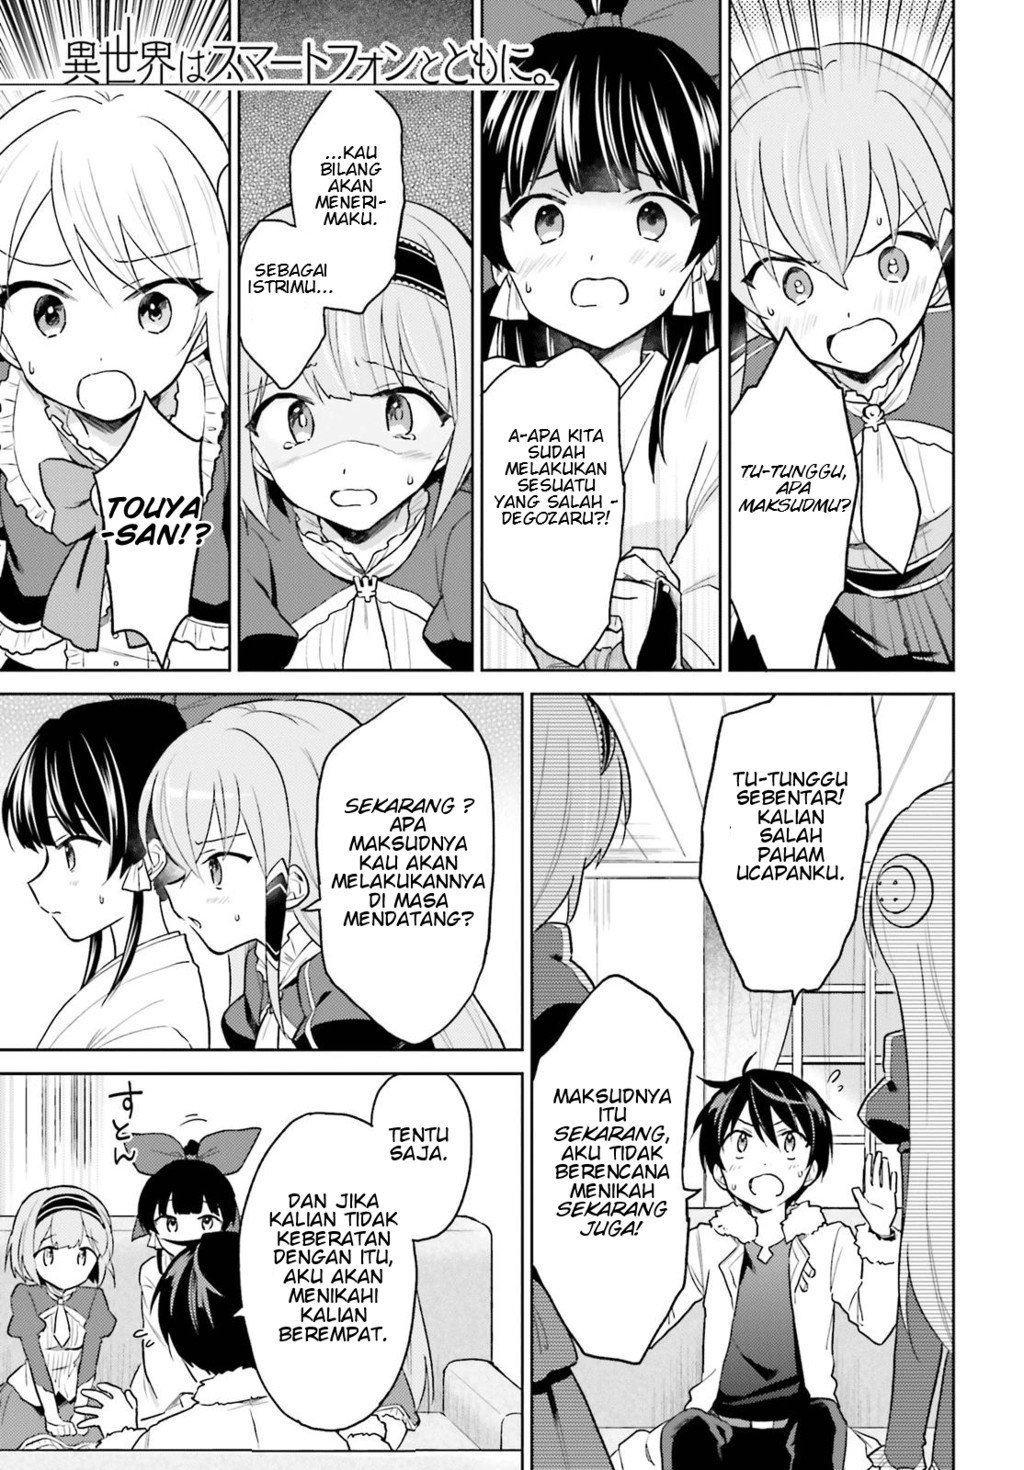 異世界はスマートフォンとともに。
TU-TUNGGU,
APA
MAKSUDMU?
A-APA KITA
SUDAH
MELAKUKAN
SESUATU
YANG SALAH -
DEGOZARU?!
...KAU
BILANG
AKAN
MENERI-
MAKU.
SEBAGAI
ISTRIMU...
TOUYA
-SAN!?
TU-TUNGGU
SEBENTAR!
KALIAN
SALAH
PAHAM
UCAPANKU.
MAKSUDNYA
ITU
SEKARANG,
AKU TIDAK
BERENCANA
MENIKAH
SEKARANG
JUGA!
SEKARANG ?
APA
MAKSUDNYA
KAU AKAN
MELAKUKANNYA
DI MASA
MENDATANG?
TENTU
SAJA.
DAN JIKA
KALIAN TIDAK
KEBERATAN
DENGAN ITU,
AKU AKAN
MENIKAHI
KALIAN
BEREMPAT.
すとん